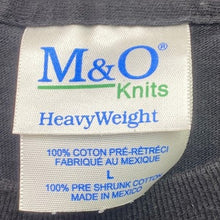 M&O®
Knits
HeavyWeight
100% COTON PRÉ-RÉTRÉCI
FABRIQUÉ AU MEXIQUE
L
100% PRE SHRUNK COTTON
MADE IN MEXICO